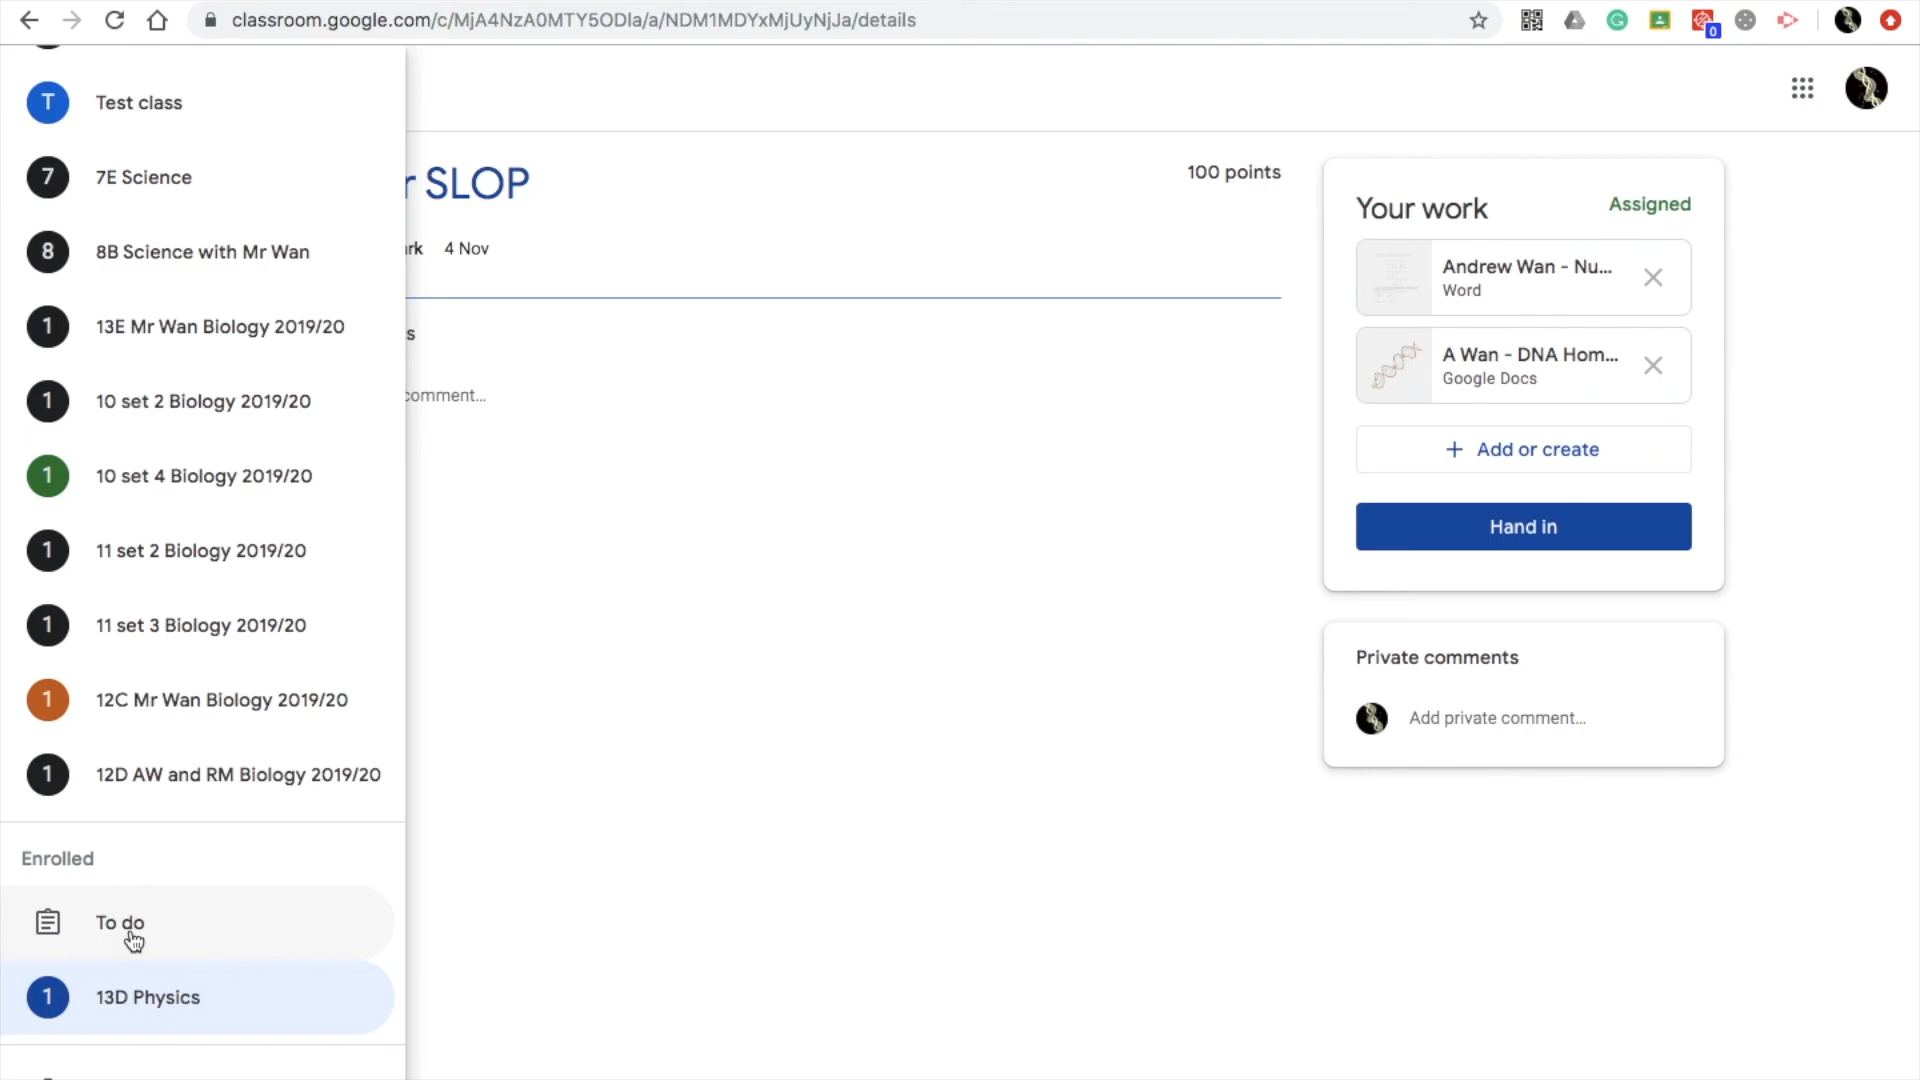 classroom.google.com/c/MjA4NzA0MTY5ODIa/a/NDM1MDYxMjUyNjJa/details
0
T Test class
7 7E Science
8 8B Science with Mr Wan
1 13E Mr Wan Biology 2019/20
1 10 set 2 Biology 2019/20
1 10 set 4 Biology 2019/20
1 11 set 2 Biology 2019/20
1 11 set 3 Biology 2019/20
1 12C Mr Wan Biology 2019/20
1 12D AW and RM Biology 2019/20
Enrolled
To do
1 13D Physics
r SLOP
100 points
rk 4 Nov
s
comment...
Your work
Assigned
Andrew Wan - Nu...
Word
A Wan - DNA Hom...
Google Docs
+ Add or create
Hand in
Private comments
Add private comment...